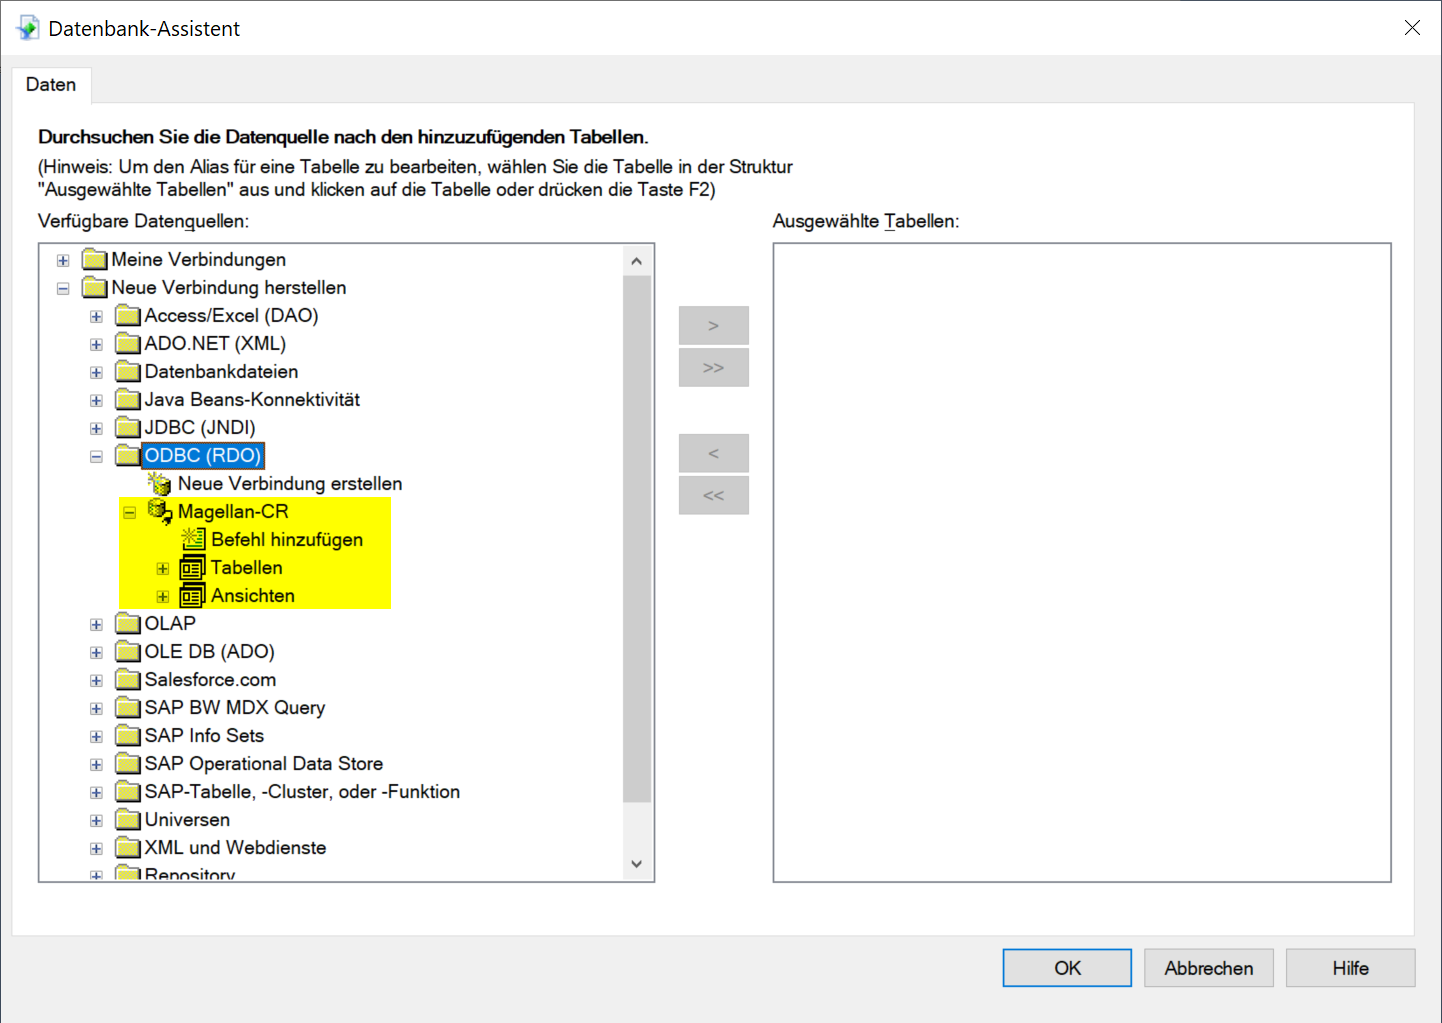 Datenbank-Assistent
Daten
Durchsuchen Sie die Datenquelle nach den hinzuzufügenden Tabellen.
(Hinweis: Um den Alias für eine Tabelle zu bearbeiten, wählen Sie die Tabelle in der Struktur
"Ausgewählte Tabellen" aus und klicken auf die Tabelle oder drücken die Taste F2)
Verfügbare Datenquellen:
Meine Verbindungen
Neue Verbindung herstellen
Access/Excel (DAO)
ADO.NET (XML)
Datenbankdateien
Java Beans-Konnektivität
JDBC (JNDI)
ODBC (RDO)
Neue Verbindung erstellen
Magellan-CR
Befehl hinzufügen
Tabellen
Ansichten
OLAP
OLE DB (ADO)
Salesforce.com
SAP BW MDX Query
SAP Info Sets
SAP Operational Data Store
SAP-Tabelle, -Cluster, oder -Funktion
Universen
XML und Webdienste
Repository
>
>>
<
<<
Ausgewählte Tabellen:
OK
Abbrechen
Hilfe